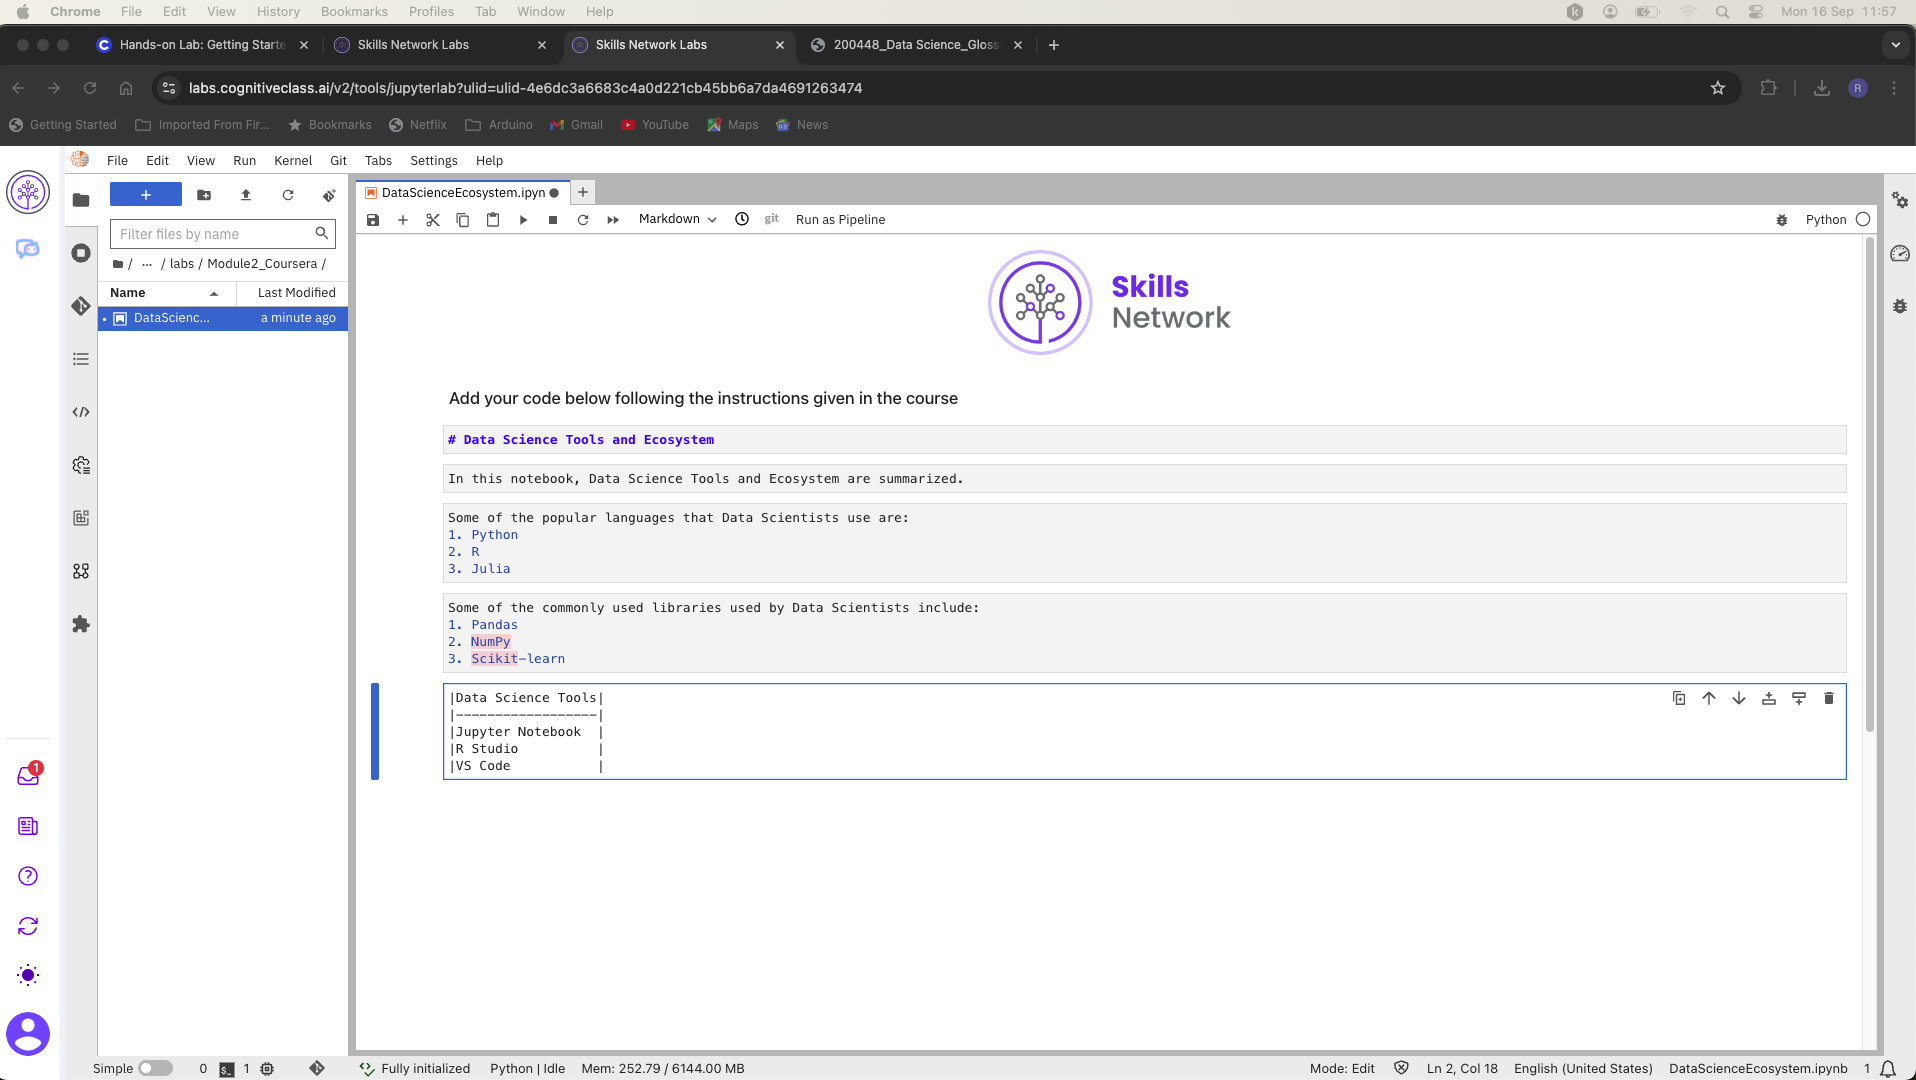 Chrome File Edit View History Bookmarks Profiles Tab Window Help Mon 16 Sep 11:57
Hands-on Lab: Getting Starte Skills Network Labs Skills Network Labs 200448_Data Science_Gloss
labs.cognitiveclass.ai/v2/tools/jupyterlab?ulid=ulid-4e6dc3a6683c4a0d221cb45bb6a7da4691263474 R
Getting Started Imported From Fir... Bookmarks Netflix Arduino Gmail YouTube Maps News
File Edit View Run Kernel Git Tabs Settings Help
DataScienceEcosystem.ipyn
Markdown git Run as Pipeline Python
Filter files by name
/ ... / labs / Module2_Coursera /
Name Last Modified
DataScienc... a minute ago
Skills
Network
Add your code below following the instructions given in the course
# Data Science Tools and Ecosystem
In this notebook, Data Science Tools and Ecosystem are summarized.
Some of the popular languages that Data Scientists use are:
1. Python
2. R
3. Julia
Some of the commonly used libraries used by Data Scientists include:
1. Pandas
2. NumPy
3. Scikit-learn
|Data Science Tools|
|------------------|
|Jupyter Notebook  |
|R Studio          |
|VS Code           |
1
Simple 0 $_ 1 Fully initialized Python | Idle Mem: 252.79 / 6144.00 MB Mode: Edit Ln 2, Col 18 English (United States) DataScienceEcosystem.ipynb 1